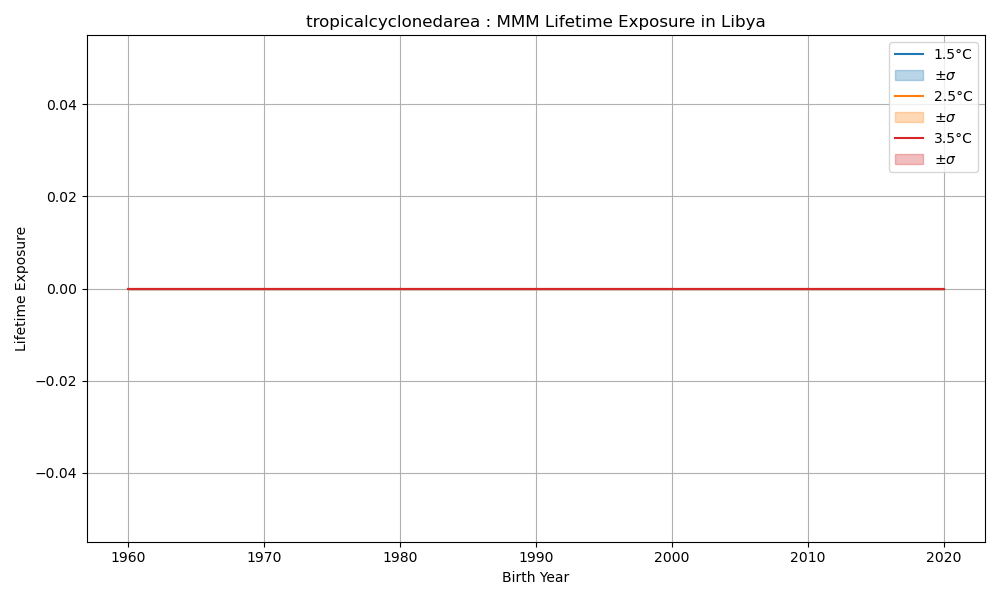 tropicalcyclonedarea : MMM Lifetime Exposure in Libya
1.5°C
±σ
2.5°C
±σ
3.5°C
±σ
Lifetime Exposure
0.04
0.02
0.00
−0.02
−0.04
1960 1970 1980 1990 2000 2010 2020
Birth Year